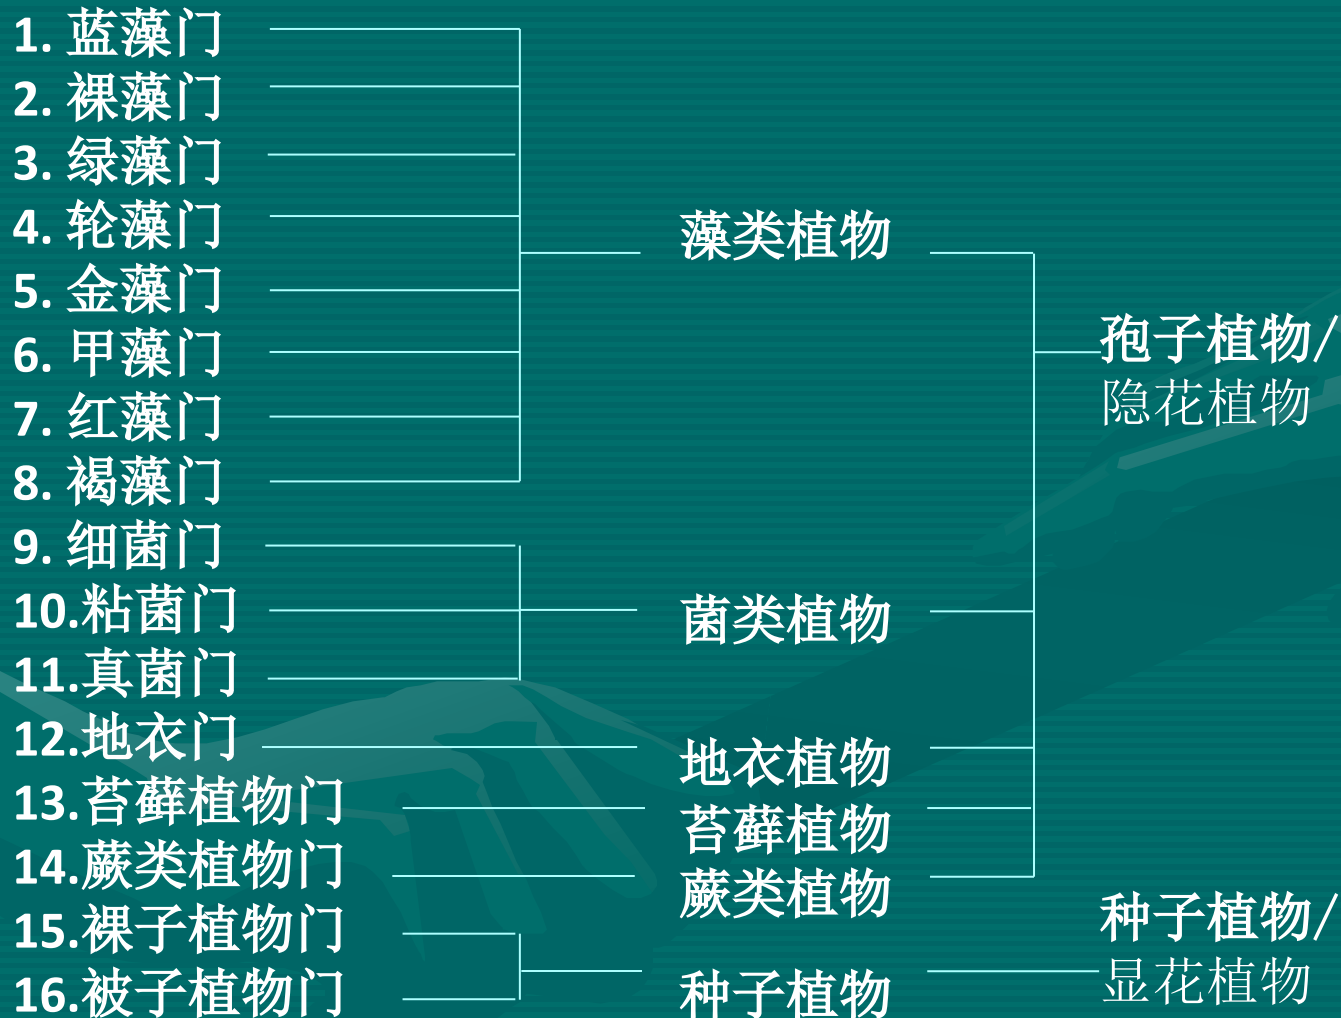 1. 蓝藻门
2. 裸藻门
3. 绿藻门
4. 轮藻门
5. 金藻门
6. 甲藻门
7. 红藻门
8. 褐藻门
9. 细菌门
10.粘菌门
11.真菌门
12.地衣门
13.苔藓植物门
14.蕨类植物门
15.裸子植物门
16.被子植物门
藻类植物
菌类植物
地衣植物
苔藓植物
蕨类植物
种子植物
孢子植物/
隐花植物
种子植物/
显花植物